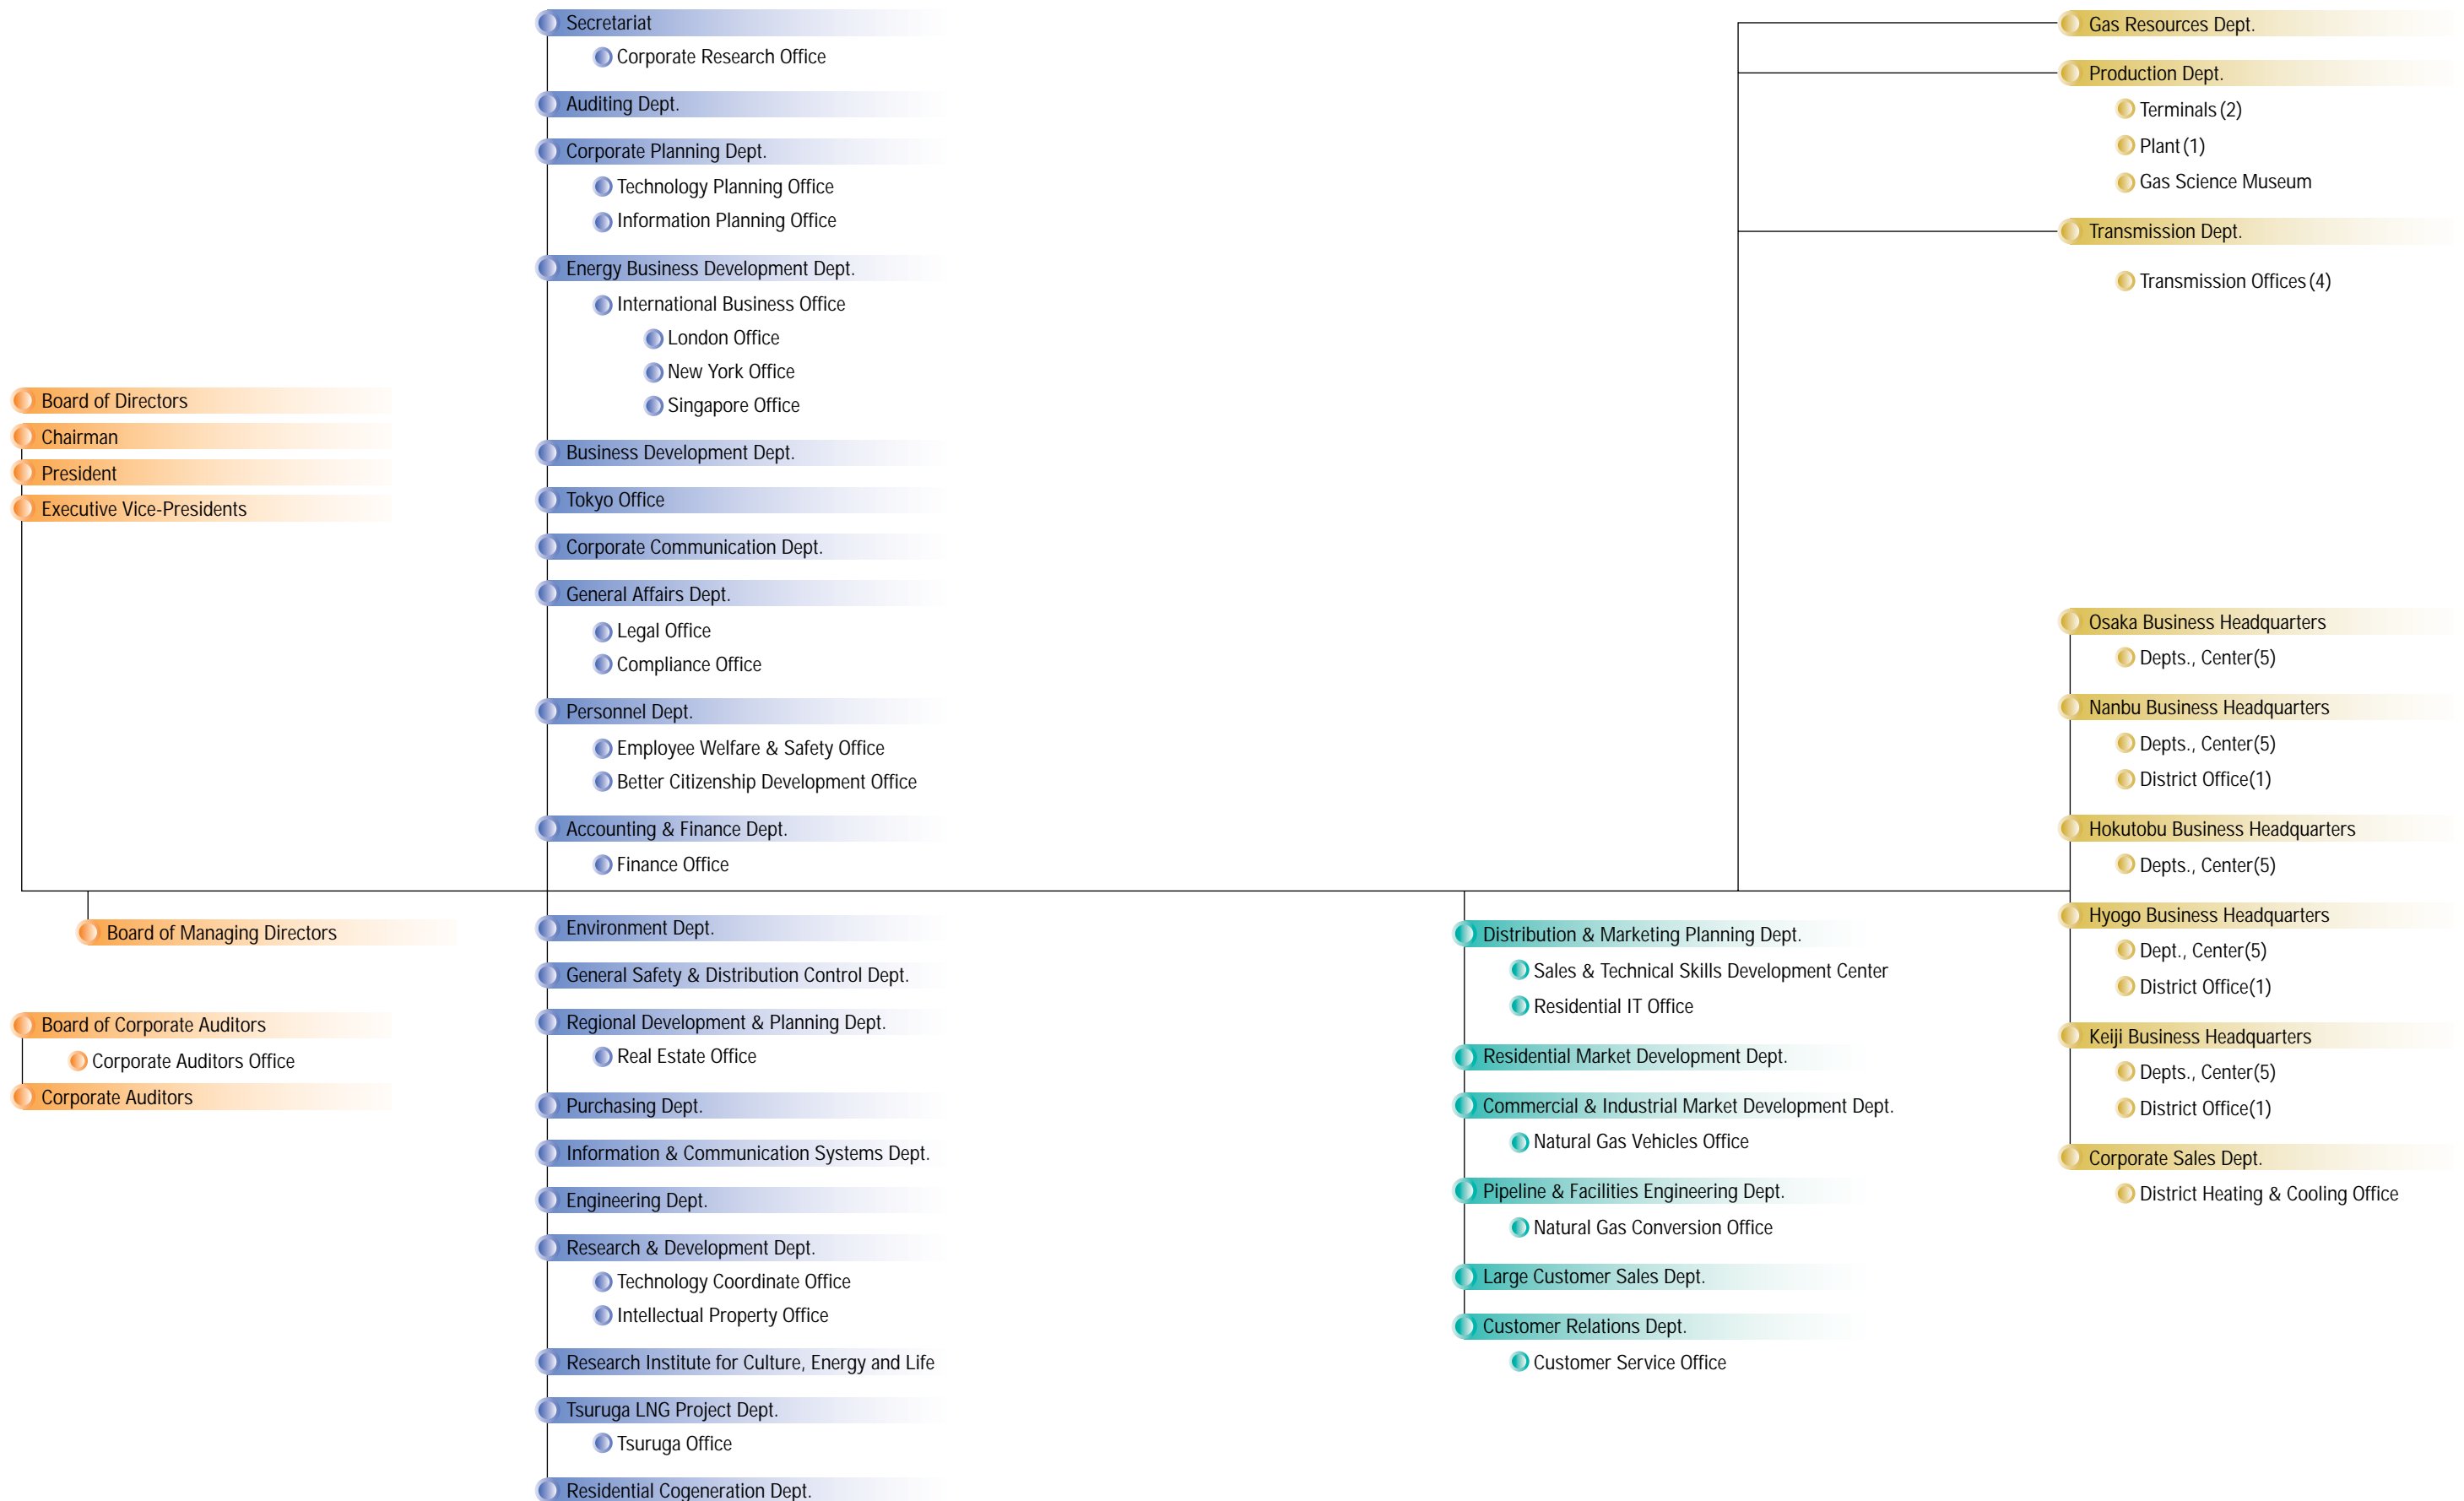 Board of Directors
Chairman
President
Executive Vice-Presidents
Board of Managing Directors
Board of Corporate Auditors
Corporate Auditors Office
Corporate Auditors
Secretariat
Corporate Research Office
Auditing Dept.
Corporate Planning Dept.
Technology Planning Office
Information Planning Office
Energy Business Development Dept.
International Business Office
London Office
New York Office
Singapore Office
Business Development Dept.
Tokyo Office
Corporate Communication Dept.
General Affairs Dept.
Legal Office
Compliance Office
Personnel Dept.
Employee Welfare & Safety Office
Better Citizenship Development Office
Accounting & Finance Dept.
Finance Office
Environment Dept.
General Safety & Distribution Control Dept.
Regional Development & Planning Dept.
Real Estate Office
Purchasing Dept.
Information & Communication Systems Dept.
Engineering Dept.
Research & Development Dept.
Technology Coordinate Office
Intellectual Property Office
Research Institute for Culture, Energy and Life
Tsuruga LNG Project Dept.
Tsuruga Office
Residential Cogeneration Dept.
Distribution & Marketing Planning Dept.
Sales & Technical Skills Development Center
Residential IT Office
Residential Market Development Dept.
Commercial & Industrial Market Development Dept.
Natural Gas Vehicles Office
Pipeline & Facilities Engineering Dept.
Natural Gas Conversion Office
Large Customer Sales Dept.
Customer Relations Dept.
Customer Service Office
Gas Resources Dept.
Production Dept.
Terminals (2)
Plant (1)
Gas Science Museum
Transmission Dept.
Transmission Offices (4)
Osaka Business Headquarters
Depts., Center(5)
Nanbu Business Headquarters
Depts., Center(5)
District Office(1)
Hokutobu Business Headquarters
Depts., Center(5)
Hyogo Business Headquarters
Dept., Center(5)
District Office(1)
Keiji Business Headquarters
Depts., Center(5)
District Office(1)
Corporate Sales Dept.
District Heating & Cooling Office